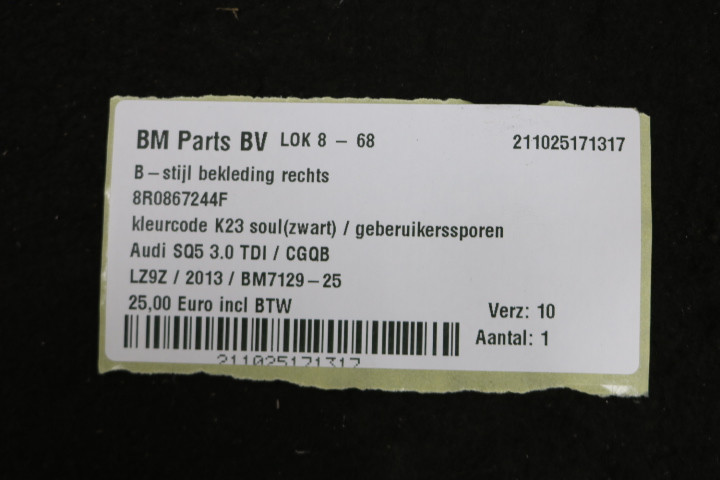 BM Parts BV LOK 8 - 68 211025171317
B-stijl bekleding rechts
8R0867244F
kleurcode K23 soul(zwart) / geberuikerssporen
Audi SQ5 3.0 TDI / CGQB
LZ9Z / 2013 / BM7129-25
25,00 Euro incl BTW
Verz: 10
Aantal: 1
211025171317